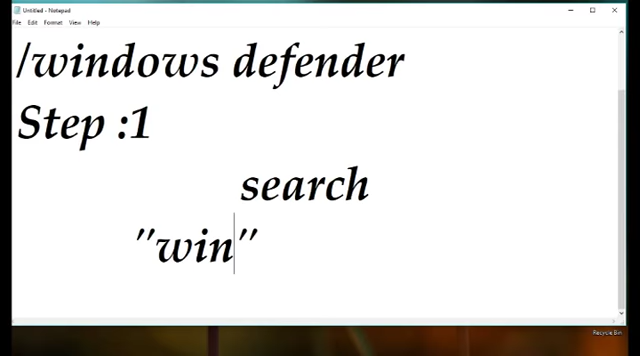 Untitled - Notepad
File Edit Format View Help
/windows defender
Step :1
search
"win"
Recycle Bin